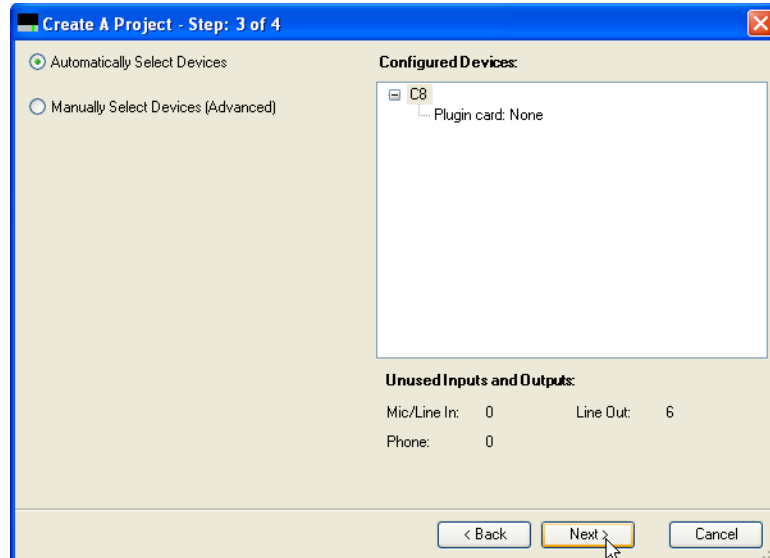 Create A Project - Step: 3 of 4
Automatically Select Devices
Manually Select Devices (Advanced)
Configured Devices:
C8
Plugin card: None
Unused Inputs and Outputs:
Mic/Line In: 0 Line Out: 6
Phone: 0
< Back Next > Cancel